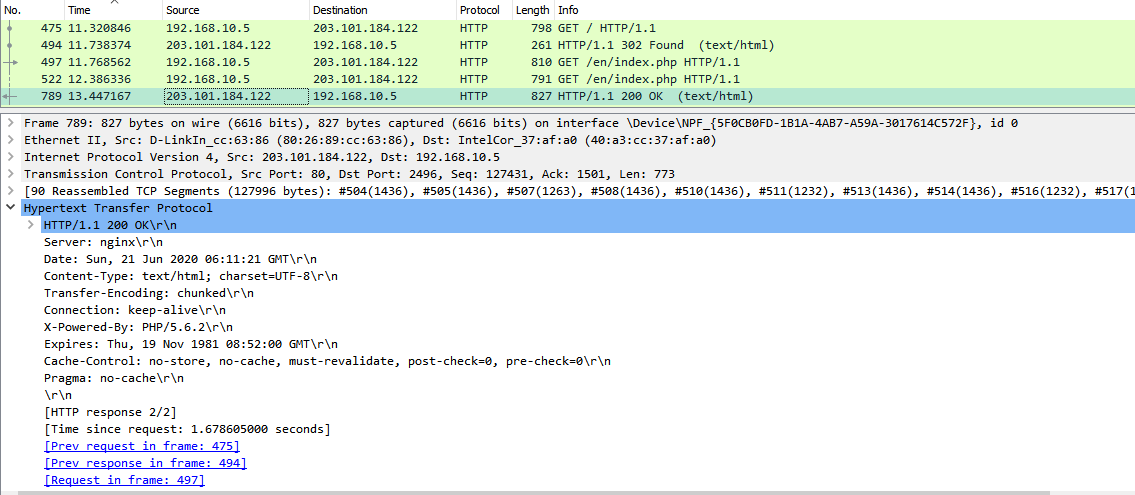 No. Time Source Destination Protocol Length Info
475 11.320846 192.168.10.5 203.101.184.122 HTTP 798 GET / HTTP/1.1
494 11.738374 203.101.184.122 192.168.10.5 HTTP 261 HTTP/1.1 302 Found  (text/html)
497 11.768562 192.168.10.5 203.101.184.122 HTTP 810 GET /en/index.php HTTP/1.1
522 12.386336 192.168.10.5 203.101.184.122 HTTP 791 GET /en/index.php HTTP/1.1
789 13.447167 203.101.184.122 192.168.10.5 HTTP 827 HTTP/1.1 200 OK  (text/html)
Frame 789: 827 bytes on wire (6616 bits), 827 bytes captured (6616 bits) on interface \Device\NPF_{5F0CB0FD-1B1A-4AB7-A59A-3017614C572F}, id 0
Ethernet II, Src: D-LinkIn_cc:63:86 (80:26:89:cc:63:86), Dst: IntelCor_37:af:a0 (40:a3:cc:37:af:a0)
Internet Protocol Version 4, Src: 203.101.184.122, Dst: 192.168.10.5
Transmission Control Protocol, Src Port: 80, Dst Port: 2496, Seq: 127431, Ack: 1501, Len: 773
[90 Reassembled TCP Segments (127996 bytes): #504(1436), #505(1436), #507(1263), #508(1436), #510(1436), #511(1232), #513(1436), #514(1436), #516(1232), #517(1
Hypertext Transfer Protocol
HTTP/1.1 200 OK\r\n
Server: nginx\r\n
Date: Sun, 21 Jun 2020 06:11:21 GMT\r\n
Content-Type: text/html; charset=UTF-8\r\n
Transfer-Encoding: chunked\r\n
Connection: keep-alive\r\n
X-Powered-By: PHP/5.6.2\r\n
Expires: Thu, 19 Nov 1981 08:52:00 GMT\r\n
Cache-Control: no-store, no-cache, must-revalidate, post-check=0, pre-check=0\r\n
Pragma: no-cache\r\n
\r\n
[HTTP response 2/2]
[Time since request: 1.678605000 seconds]
[Prev request in frame: 475]
[Prev response in frame: 494]
[Request in frame: 497]